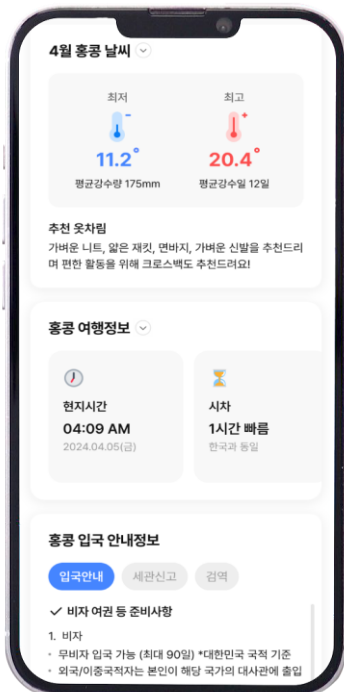 4월 홍콩 날씨
최저 최고
11.2° 20.4°
평균강수량 175mm 평균강수일 12일
추천 옷차림
가벼운 니트, 얇은 재킷, 면바지, 가벼운 신발을 추천드리
며 편한 활동을 위해 크로스백도 추천드려요!
홍콩 여행정보
현지시간 시차
04:09 AM 1시간 빠름
2024.04.05(금) 한국과 동일
홍콩 입국 안내정보
입국안내 세관신고 검역
✓ 비자 여권 등 준비사항
1. 비자
• 무비자 입국 가능 (최대 90일) *대한민국 국적 기준
• 외국/이중국적자는 본인이 해당 국가의 대사관에 출입